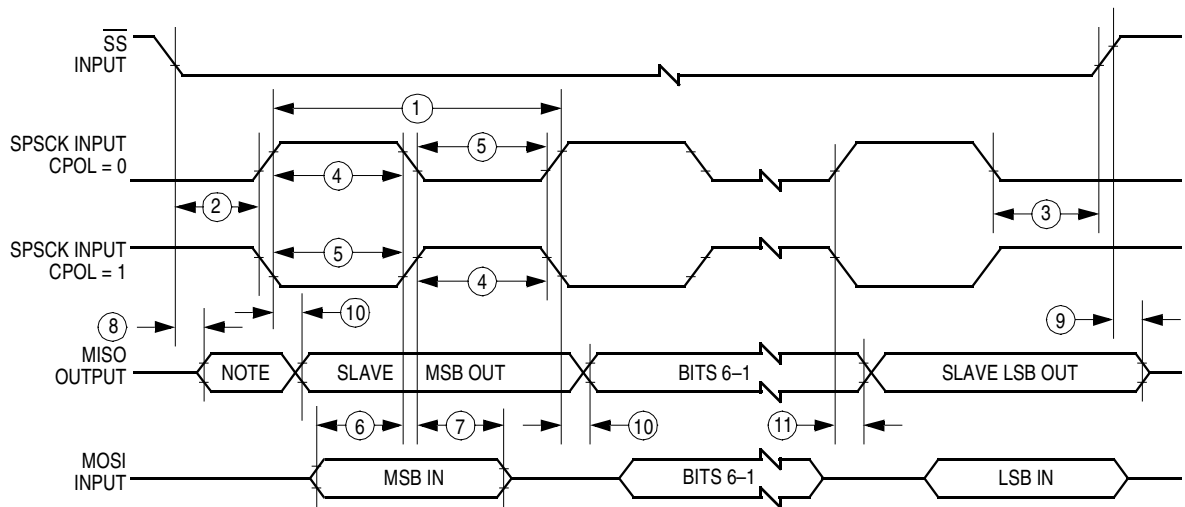 SS
INPUT
1
SPSCK INPUT
CPOL = 0
5
4
2
3
SPSCK INPUT
CPOL = 1
5
4
8
10
9
MISO
OUTPUT
NOTE
SLAVE MSB OUT
BITS 6–1
SLAVE LSB OUT
6
7
10
11
MOSI
INPUT
MSB IN
BITS 6–1
LSB IN